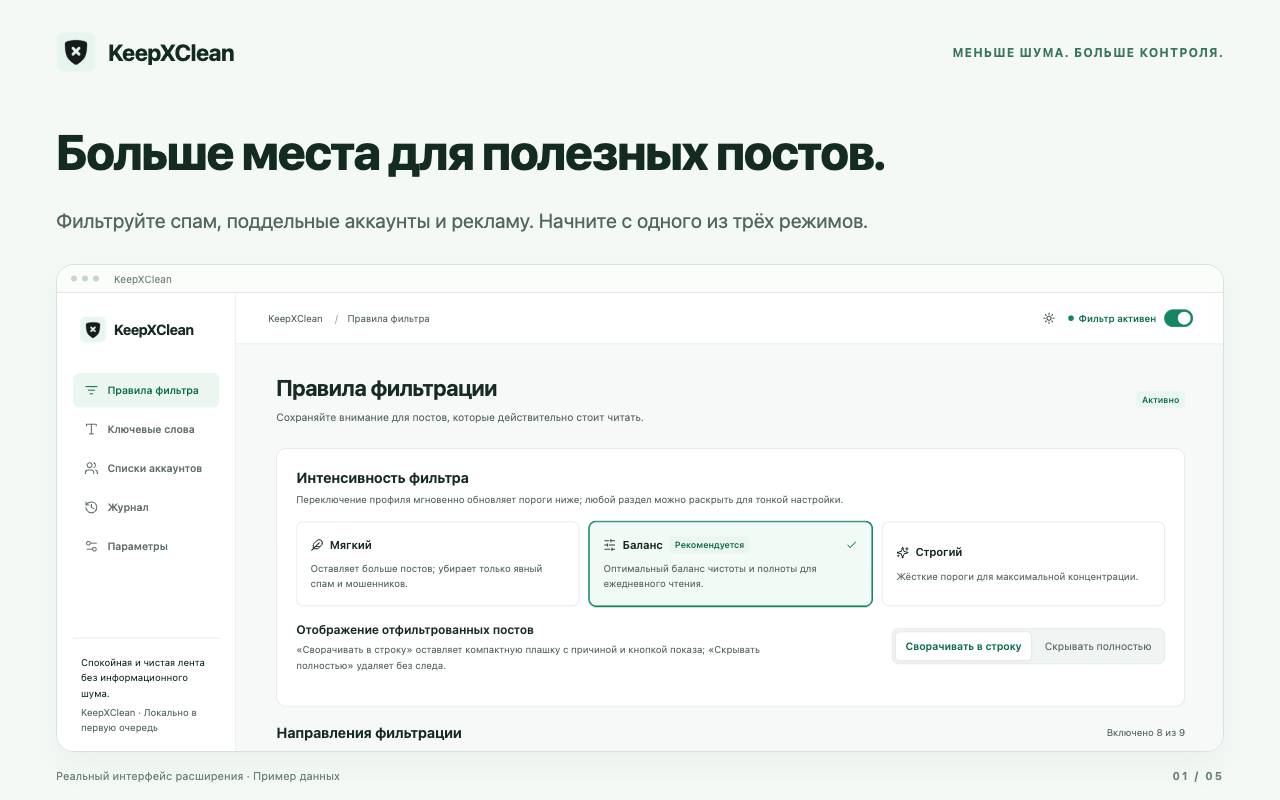 KeepXClean
МЕНЬШЕ ШУМА. БОЛЬШЕ КОНТРОЛЯ.
Больше места для полезных постов.
Фильтруйте спам, поддельные аккаунты и рекламу. Начните с одного из трёх режимов.
KeepXClean
KeepXClean
Правила фильтра
Ключевые слова
Списки аккаунтов
Журнал
Параметры
Спокойная и чистая лента
без информационного
шума.
KeepXClean · Локально в
первую очередь
KeepXClean / Правила фильтра
Фильтр активен
Правила фильтрации
Сохраняйте внимание для постов, которые действительно стоит читать.
Активно
Интенсивность фильтра
Переключение профиля мгновенно обновляет пороги ниже; любой раздел можно раскрыть для тонкой настройки.
Мягкий
Оставляет больше постов; убирает только явный
спам и мошенников.
Баланс Рекомендуется
Оптимальный баланс чистоты и полноты для
ежедневного чтения.
Строгий
Жёсткие пороги для максимальной концентрации.
Отображение отфильтрованных постов
«Сворачивать в строку» оставляет компактную плашку с причиной и кнопкой показа; «Скрывать
полностью» удаляет без следа.
Сворачивать в строку
Скрывать полностью
Направления фильтрации
Включено 8 из 9
Реальный интерфейс расширения · Пример данных
01 / 05